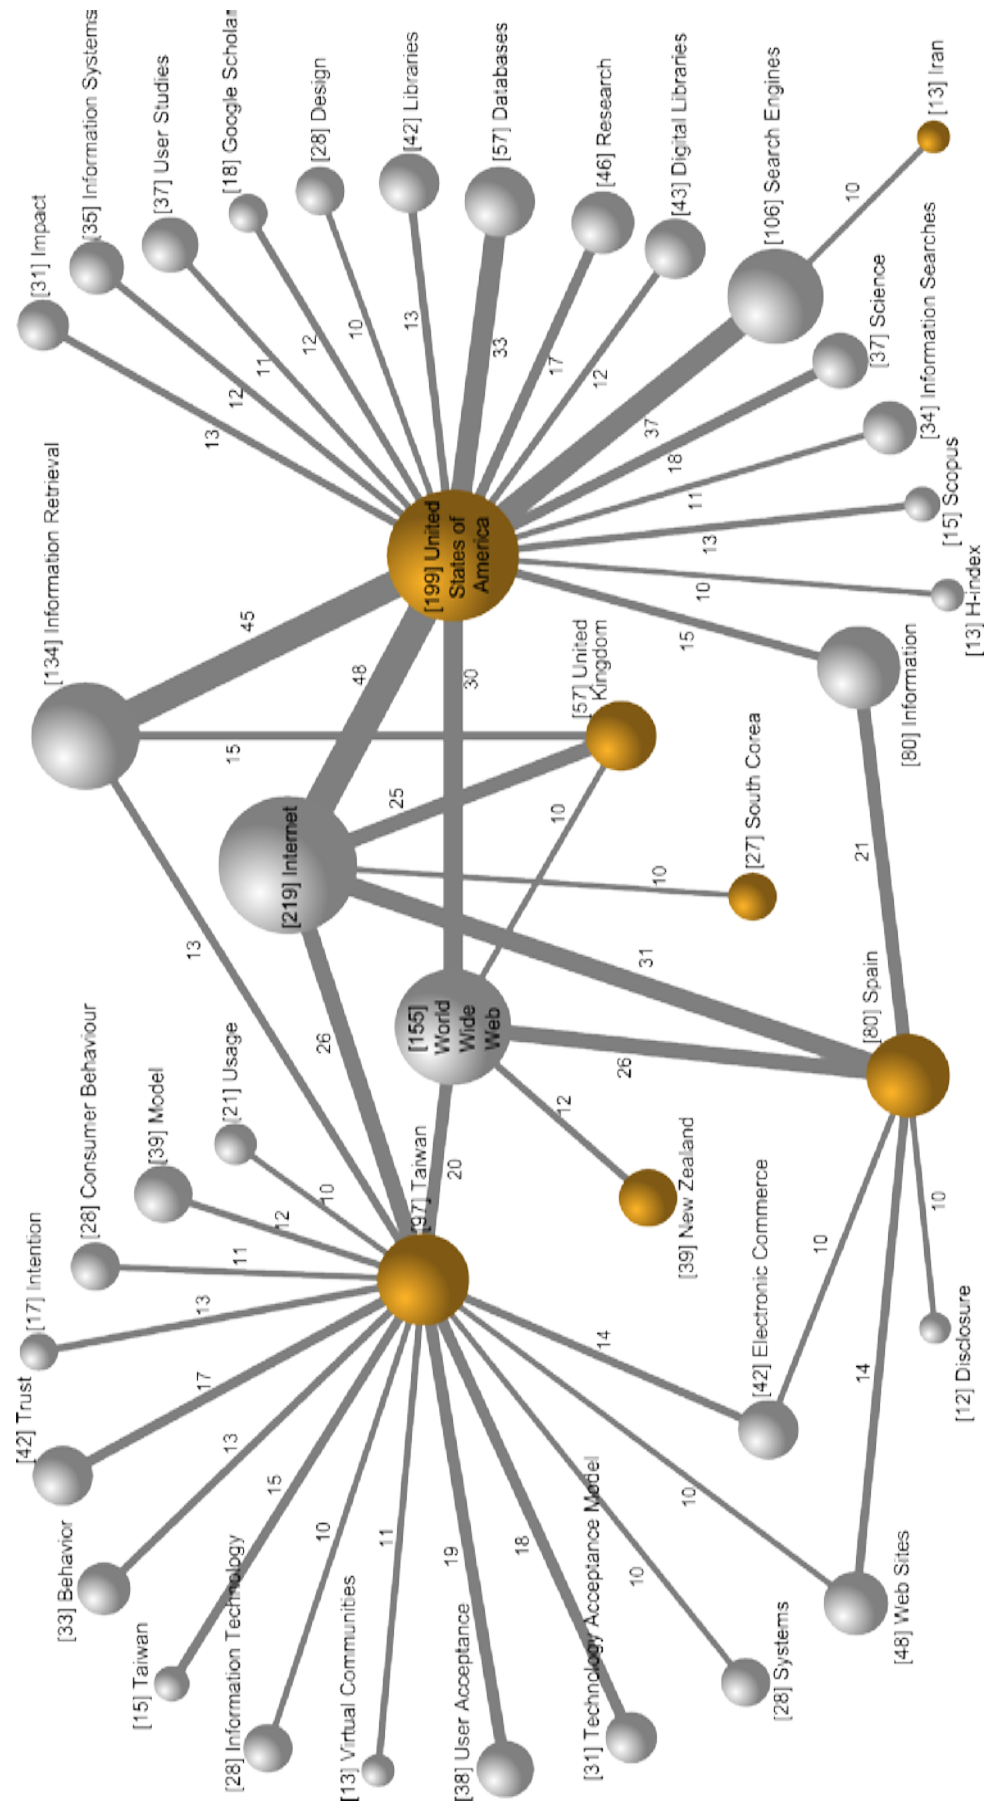 [31] Impact
[35] Information Systems
[37] User Studies
[18] Google Scholar
[28] Design
[42] Libraries
[57] Databases
[46] Research
[43] Digital Libraries
[106] Search Engines
[13] Iran
10
[37] Science
[34] Information Searches
[15] Scopus
[13] H-index
[80] Information
13
12
11
12
10
13
33
17
12
37
18
11
13
10
15
[199] United
States of
America
[134] Information Retrieval
45
48
30
15
[57] United
Kingdom
25
10
[219] Internet
[27] South Corea
10
13
26
31
21
[155]
World
Wide
Web
26
12
20
[39] New Zealand
[80] Spain
[97] Taiwan
[21] Usage
[39] Model
[28] Consumer Behaviour
[17] Intention
[42] Trust
[33] Behavior
[15] Taiwan
[28] Information Technology
[13] Virtual Communities
[38] User Acceptance
[31] Technology Acceptance Model
[28] Systems
[48] Web Sites
[42] Electronic Commerce
[12] Disclosure
10
12
11
13
17
13
15
10
11
19
18
10
10
14
10
14
10